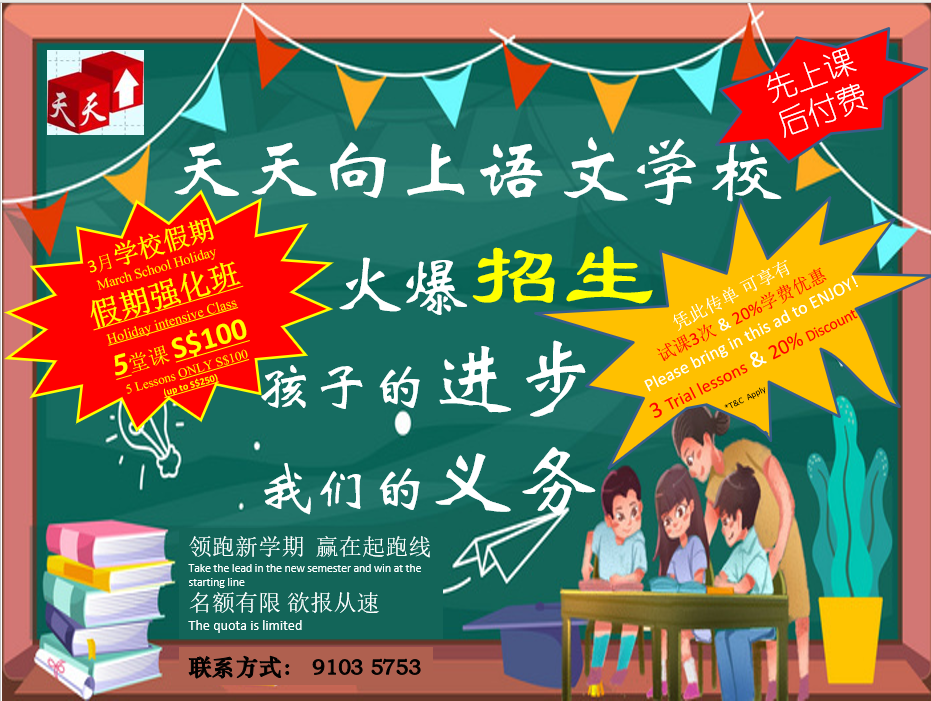 天天
先上课
后付费
天天向上语文学校
3月学校假期
March School Holiday
假期强化班
Holiday intensive Class
5堂课 S$100
5 Lessons ONLY S$100
(up to S$250)
火爆招生
凭此传单 可享有
试课3次 & 20%学费优惠
Please bring in this ad to ENJOY!
3 Trial lessons & 20% Discount
*T&C Apply
孩子的进步
我们的义务
领跑新学期 赢在起跑线
Take the lead in the new semester and win at the
starting line
名额有限 欲报从速
The quota is limited
联系方式： 9103 5753